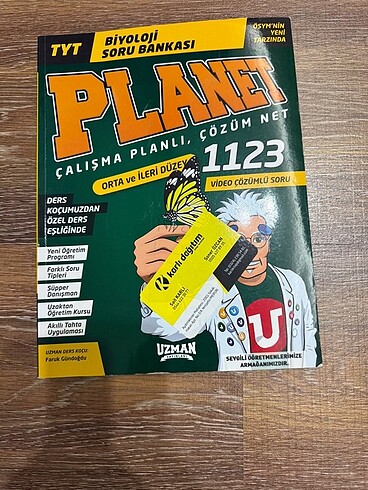 TYT
BİYOLOJİ
SORU BANKASI
ÖSYM'NİN
YENİ
TARZINDA
PLANET
ÇALIŞMA PLANLI, ÇÖZÜM NET
ORTA ve İLERİ DÜZEY
1123
VİDEO ÇÖZÜMLÜ SORU
DERS
KOÇUMUZDAN
ÖZEL DERS
EŞLİĞİNDE
Yeni Öğretim
Programı
Farklı Soru
Tipleri
Süpper
Danışman
Uzaktan
Öğretim Kursu
Akıllı Tahta
Uygulaması
karlı dağıtım
UZMAN DERS KOÇU
Faruk Gündoğdu
UZMAN
U
SEVGİLİ ÖĞRETMENLERİMİZE
ARMAĞANIMIZDIR.